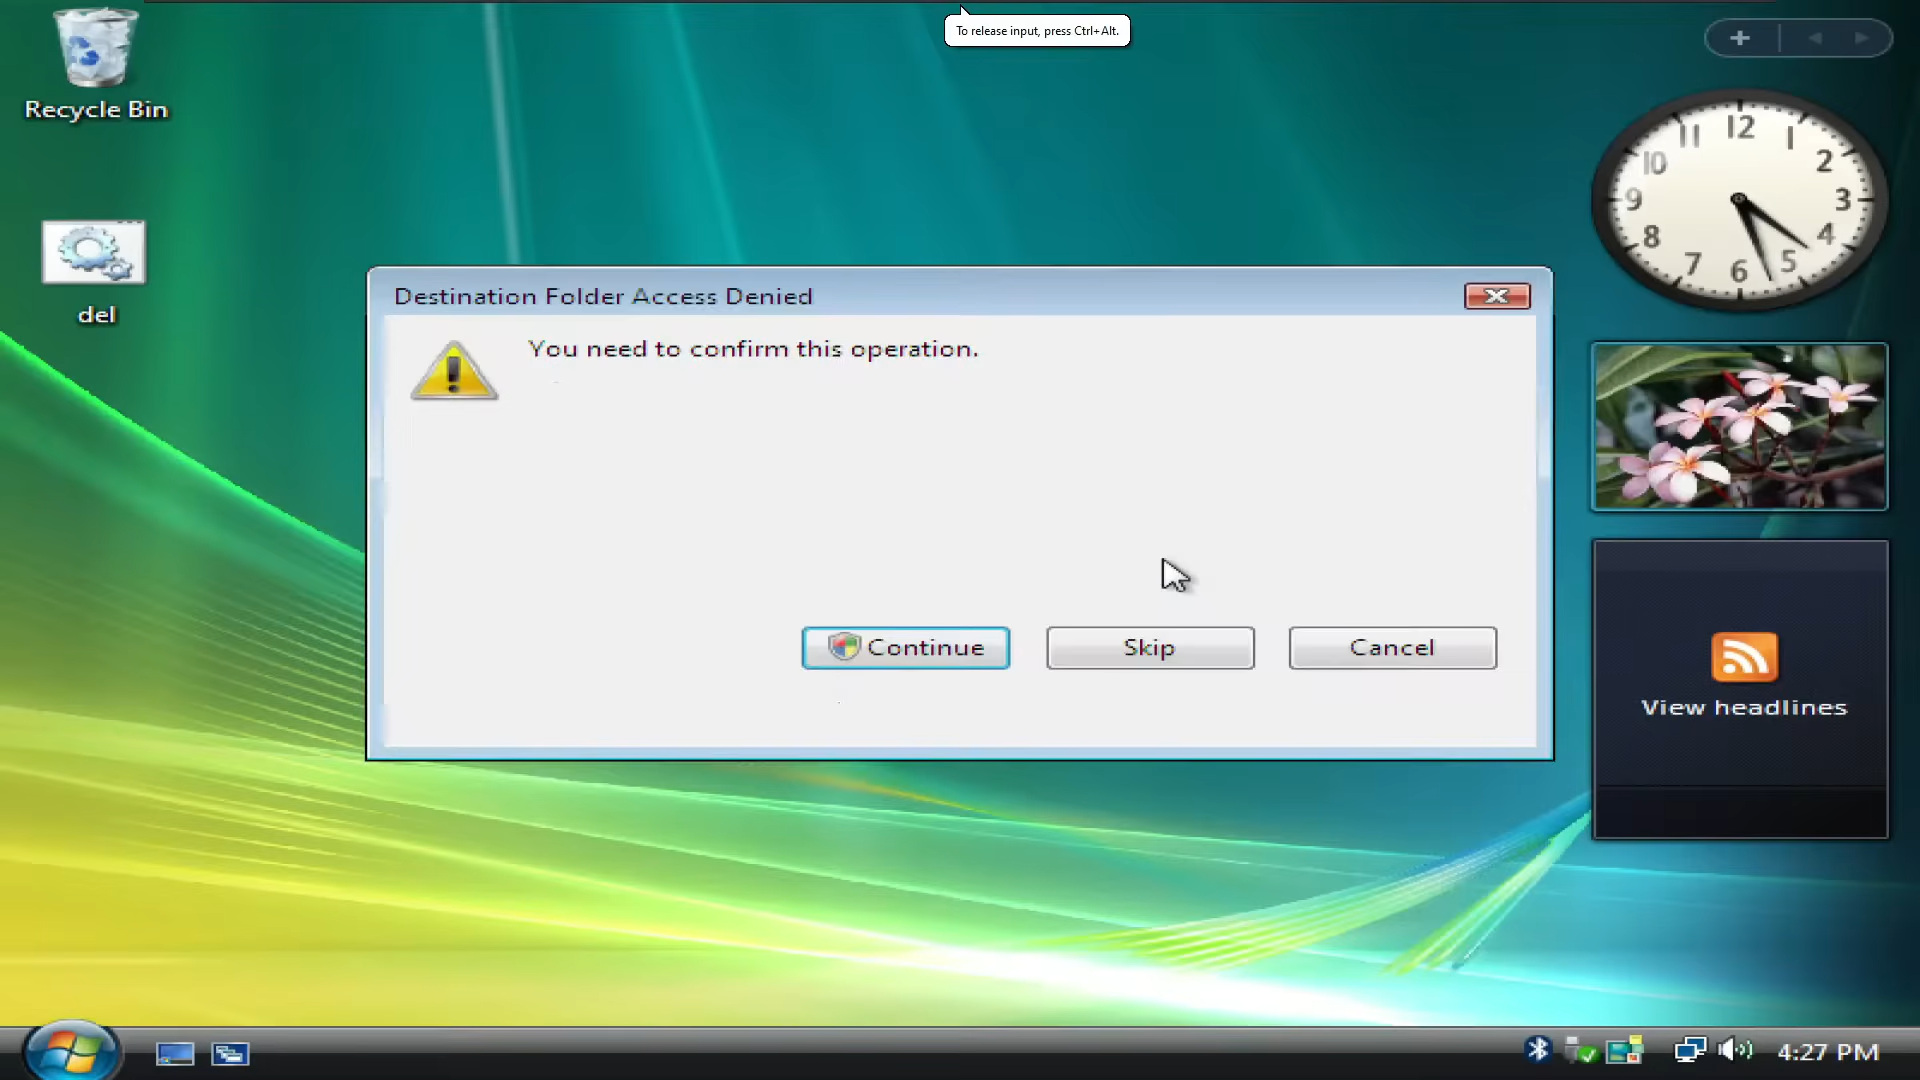 To release input, press Ctrl+Alt.
Recycle Bin
12
11
1
10
2
9
3
8
4
7
6
5
del
Destination Folder Access Denied
You need to confirm this operation.
Continue
Skip
Cancel
View headlines
4:27 PM